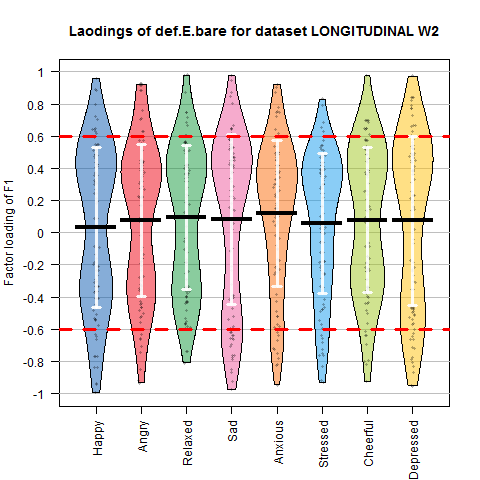 Laodings of def.E.bare for dataset LONGITUDINAL W2
Factor loading of F1
1
0.8
0.6
0.4
0.2
0
-0.2
-0.4
-0.6
-0.8
-1
Happy
Angry
Relaxed
Sad
Anxious
Stressed
Cheerful
Depressed